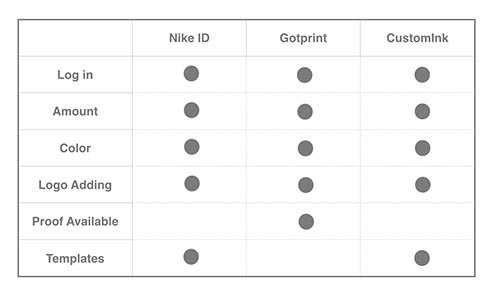 Nike ID Gotprint CustomInk
Log in
Amount
Color
Logo Adding
Proof Available
Templates